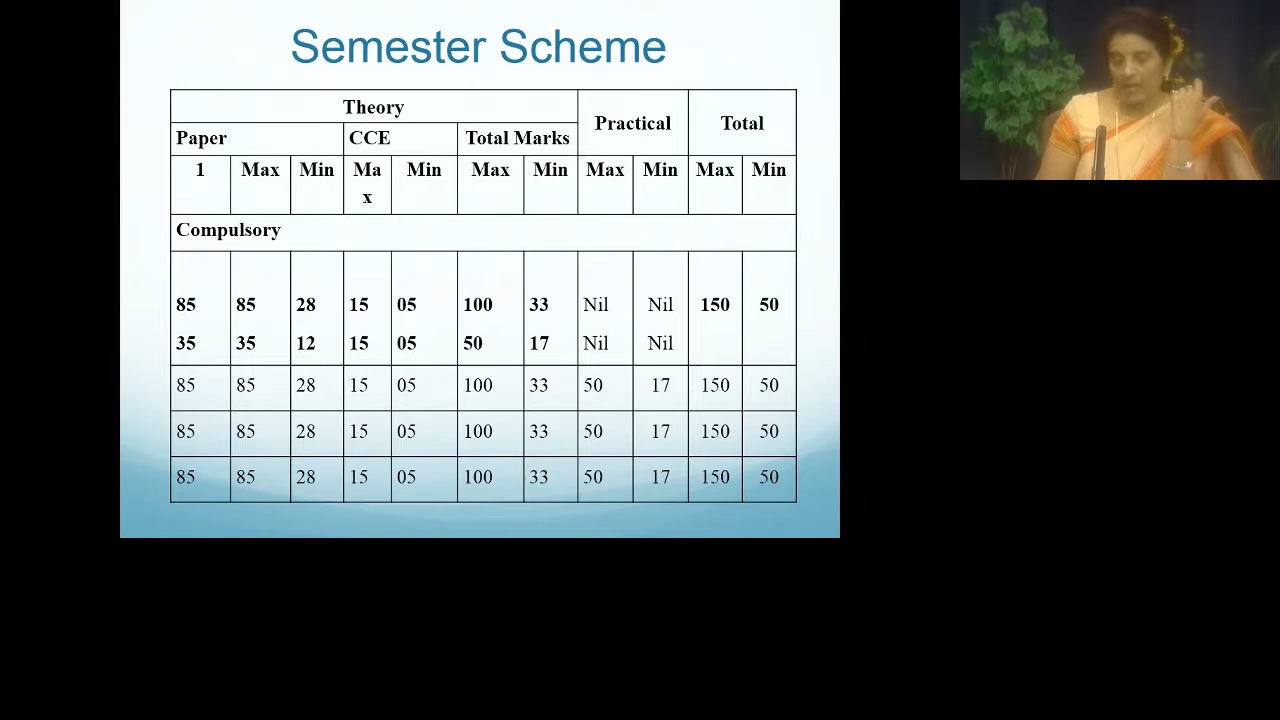 Semester Scheme
Theory Practical Total
Paper CCE Total Marks
1 Max Min Ma Min Max Min Max Min Max Min
x
Compulsory
85 85 28 15 05 100 33 Nil Nil 150 50
35 35 12 15 05 50 17 Nil Nil
85 85 28 15 05 100 33 50 17 150 50
85 85 28 15 05 100 33 50 17 150 50
85 85 28 15 05 100 33 50 17 150 50